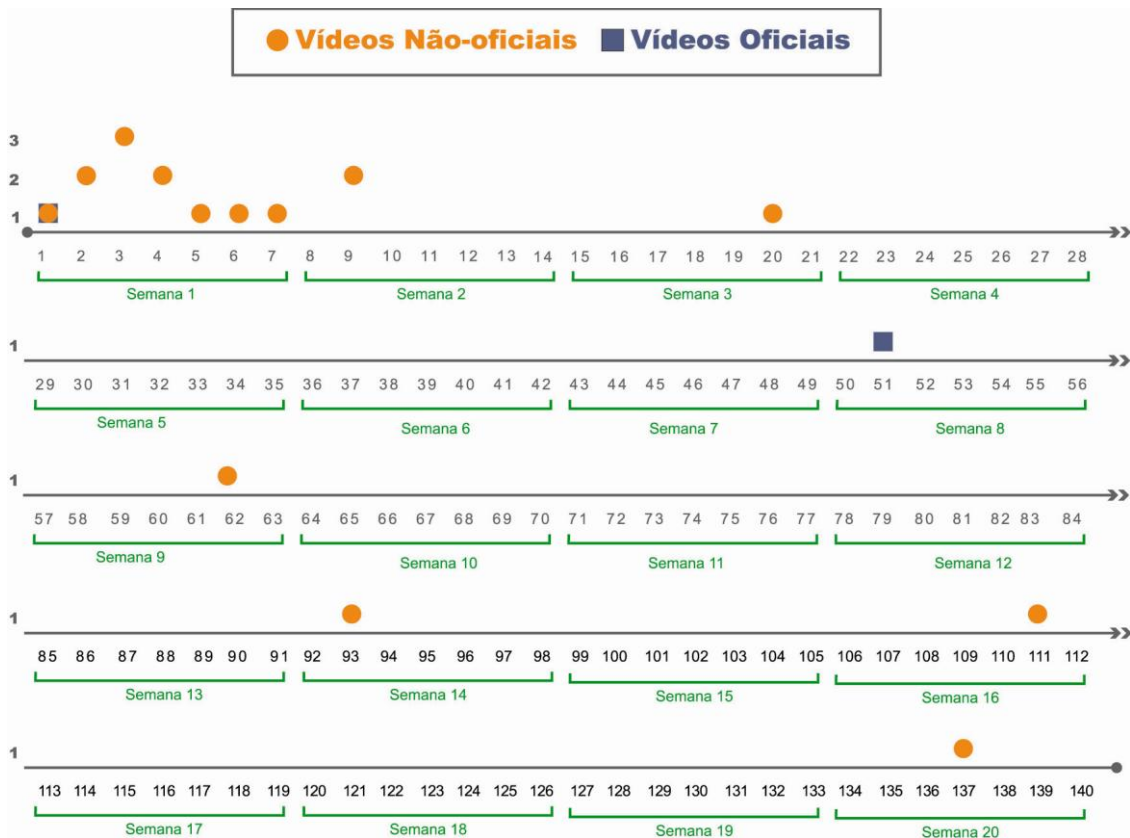 Vídeos Não-oficiais Vídeos Oficiais
3
2
1
1 2 3 4 5 6 7 8 9 10 11 12 13 14 15 16 17 18 19 20 21 22 23 24 25 26 27 28
Semana 1 Semana 2 Semana 3 Semana 4
1
29 30 31 32 33 34 35 36 37 38 39 40 41 42 43 44 45 46 47 48 49 50 51 52 53 54 55 56
Semana 5 Semana 6 Semana 7 Semana 8
1
57 58 59 60 61 62 63 64 65 66 67 68 69 70 71 72 73 74 75 76 77 78 79 80 81 82 83 84
Semana 9 Semana 10 Semana 11 Semana 12
1
85 86 87 88 89 90 91 92 93 94 95 96 97 98 99 100 101 102 103 104 105 106 107 108 109 110 111 112
Semana 13 Semana 14 Semana 15 Semana 16
1
113 114 115 116 117 118 119 120 121 122 123 124 125 126 127 128 129 130 131 132 133 134 135 136 137 138 139 140
Semana 17 Semana 18 Semana 19 Semana 20